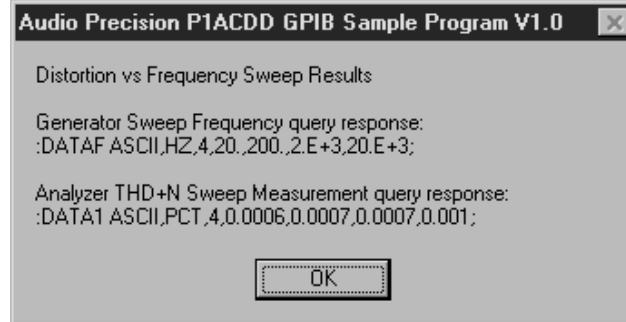 Audio Precision P1ACDD GPIB Sample Program V1.0
Distortion vs Frequency Sweep Results
Generator Sweep Frequency query response:
:DATAF ASCII,HZ,4,20.,200.,2.E+3,20.E+3;
Analyzer THD+N Sweep Measurement query response:
:DATA1 ASCII,PCT,4,0.0006,0.0007,0.0007,0.001;
OK